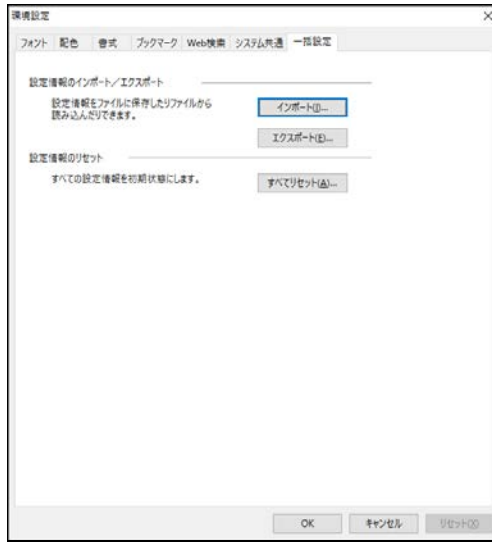 環境設定
フォント 配色 書式 ブックマーク Web検索 システム共通 一括設定
設定情報のインポート／エクスポート
設定情報をファイルに保存したりファイルから
読み込んだりできます。
インポート(I)...
エクスポート(E)...
設定情報のリセット
すべての設定情報を初期状態にします。
すべてリセット(A)...
OK キャンセル リセット(X)